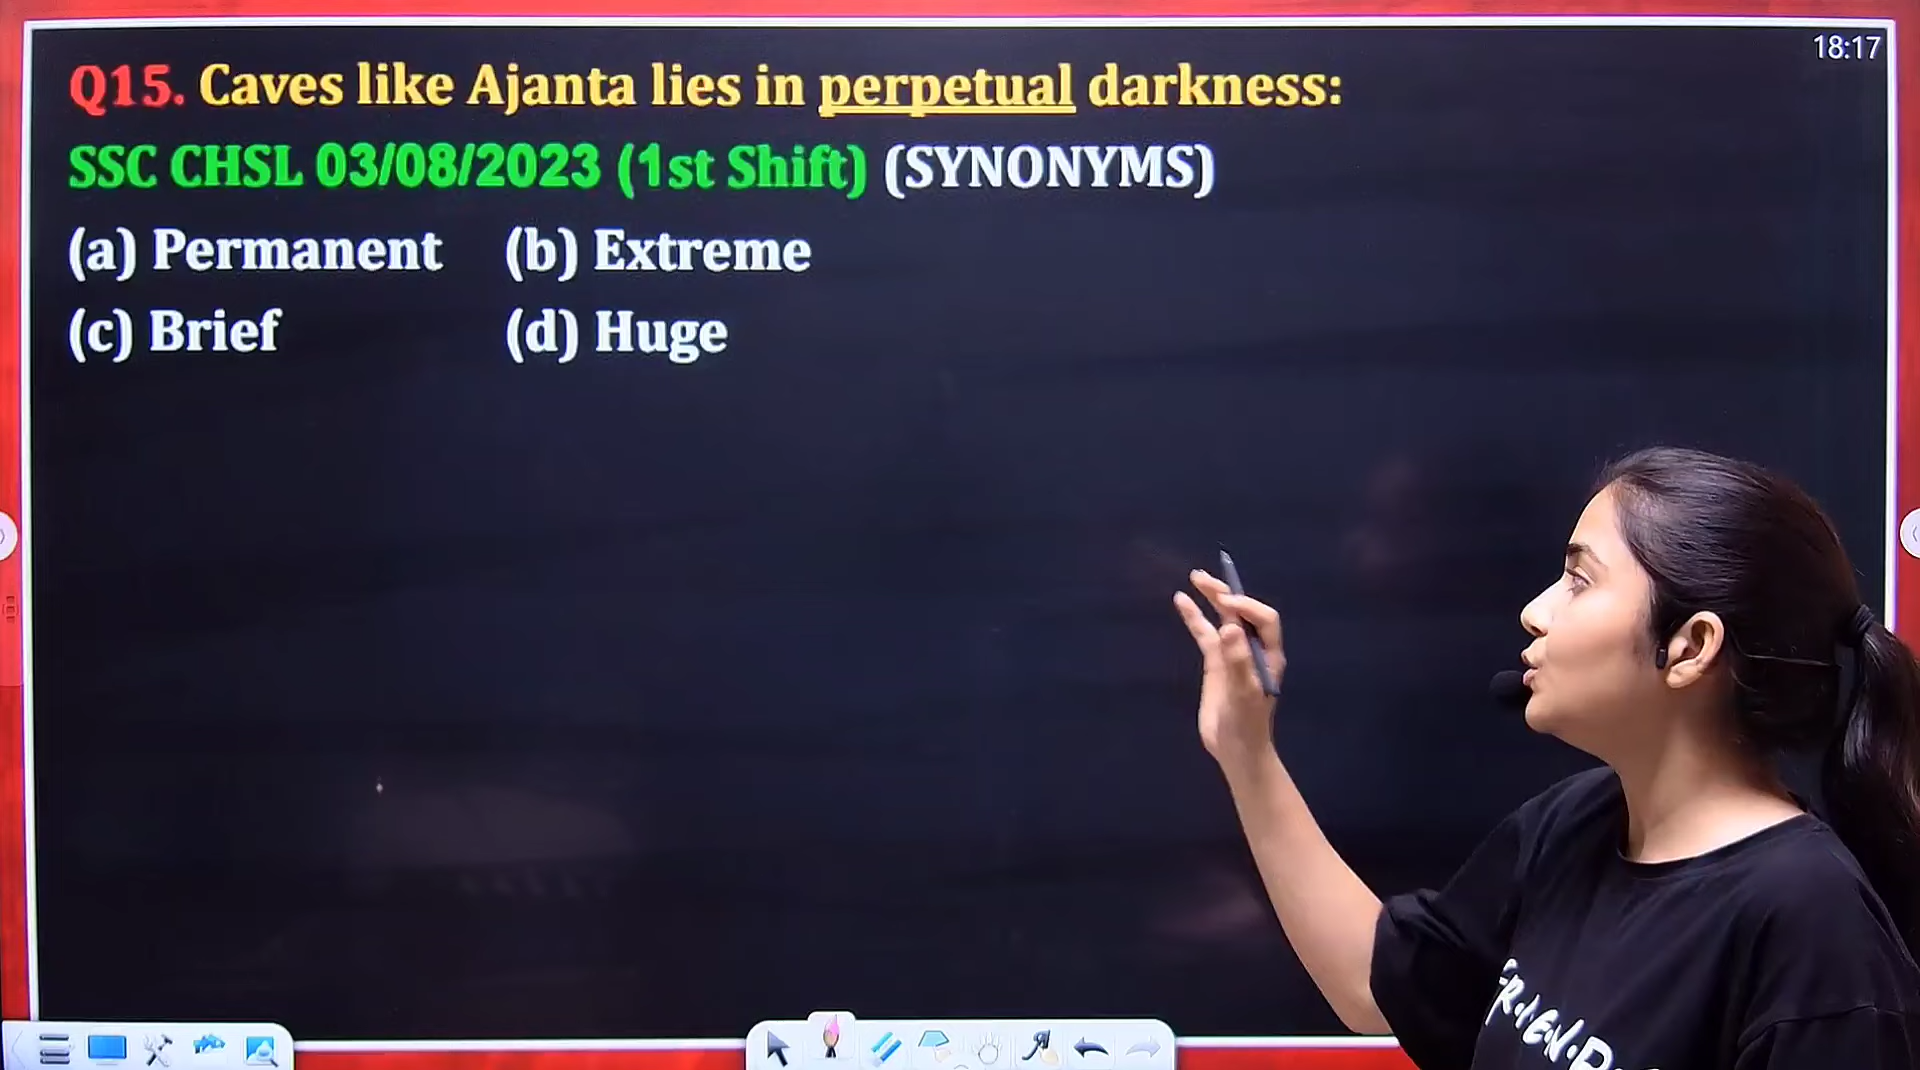 18:17
Q15. Caves like Ajanta lies in perpetual darkness:
SSC CHSL 03/08/2023 (1st Shift) (SYNONYMS)
(a) Permanent (b) Extreme
(c) Brief (d) Huge